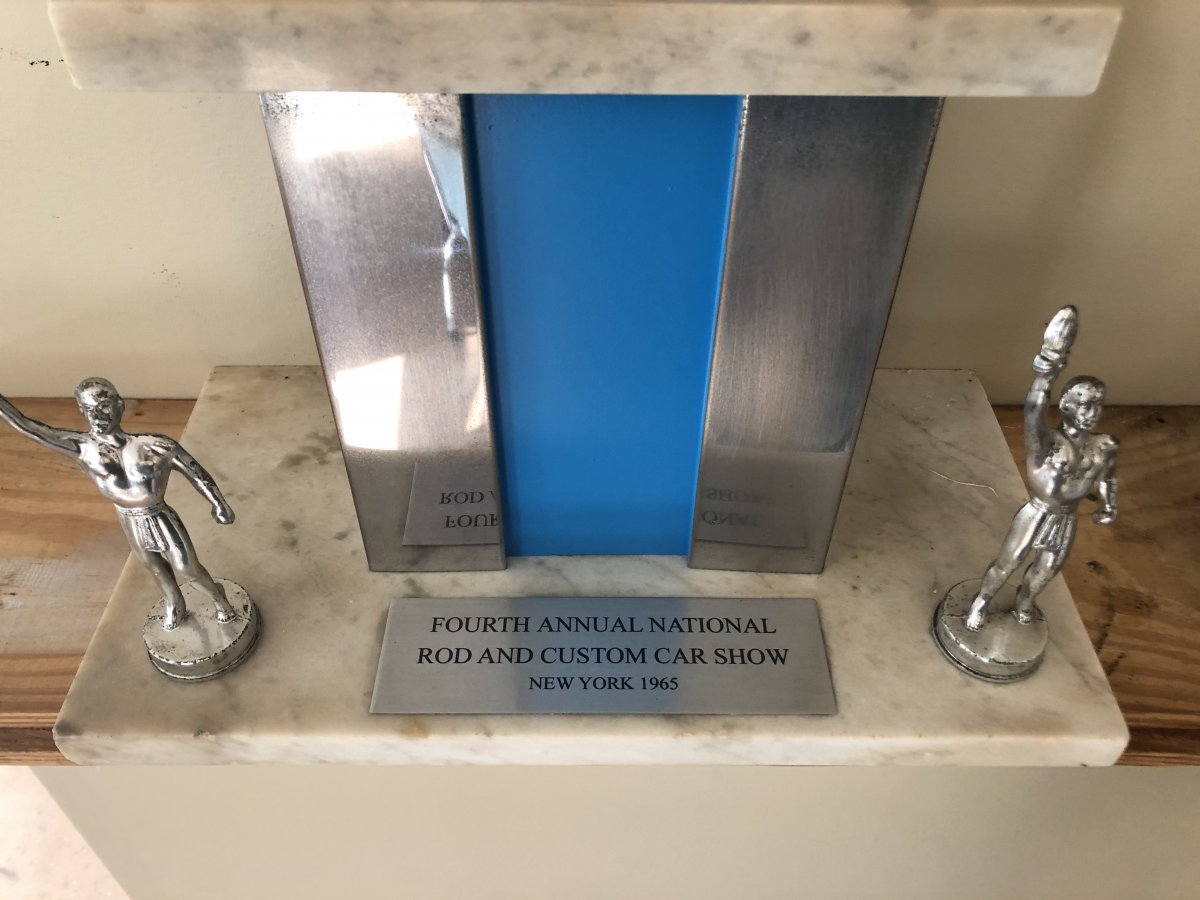 FOURTH ANNUAL NATIONAL
ROD AND CUSTOM CAR SHOW
NEW YORK 1965